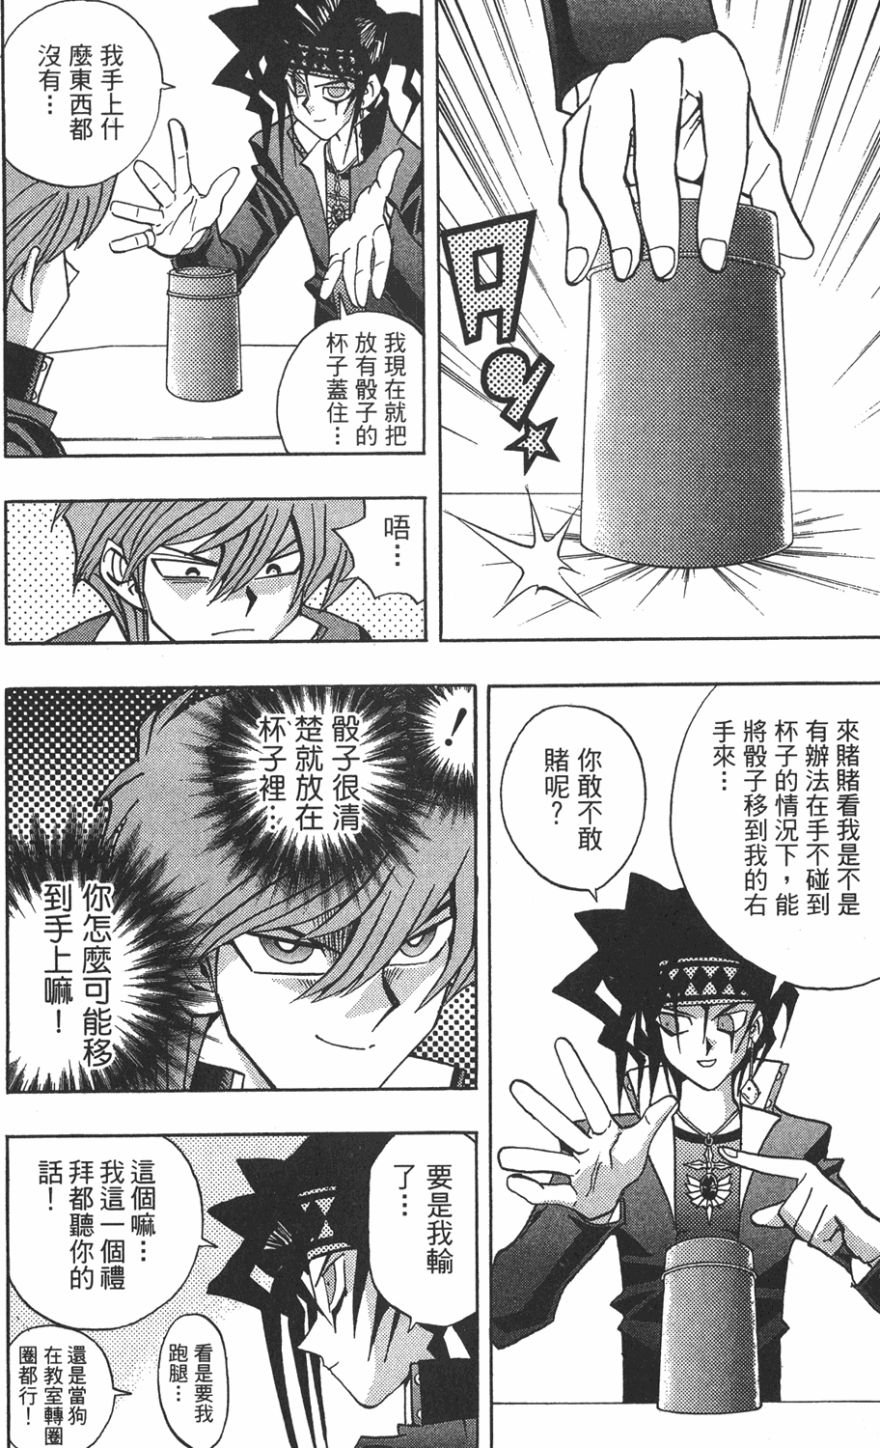 我手上什
麼東西都
沒有…
我現在就把
放有骰子的
杯子蓋住…
唔…
來賭賭看我是不是
有辦法在手不碰到
杯子的情況下，能
將骰子移到我的右
手來…
你敢不敢
賭呢？
！
骰子很清
楚就放在
杯子裡…
你怎麼可能移
到手上嘛！
要是我輸
了…
這個嘛…
我這一個禮
拜都聽你的
話！
看是要我
跑腿…
還是當狗
在教室轉圈
圈都行！